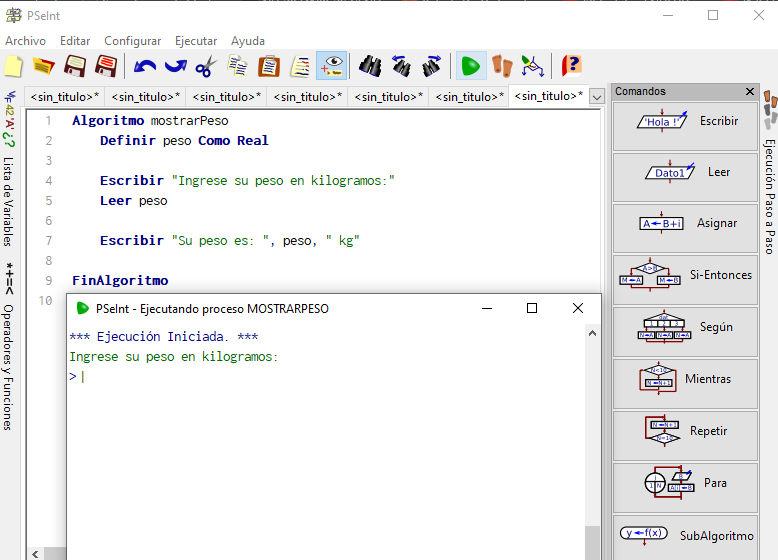 PSeInt
Archivo Editar Configurar Ejecutar Ayuda
<sin_titulo>* <sin_titulo>* <sin_titulo>* <sin_titulo>* <sin_titulo>* <sin_titulo>* <sin_titulo>*
1 Algoritmo mostrarPeso
2 Definir peso Como Real
3
4 Escribir "Ingrese su peso en kilogramos:"
5 Leer peso
6
7 Escribir "Su peso es: ", peso, " kg"
8
9 FinAlgoritmo
10
PSeInt - Ejecutando proceso MOSTRARPESO
*** Ejecución Iniciada. ***
Ingrese su peso en kilogramos:
>
Lista de Variables
*+=< Operadores y Funciones
Comandos
'Hola !' Escribir
Dato1 Leer
A←B+i Asignar
A>B M←A M←B Si-Entonces
Según
Mientras
Repetir
Para
y←f(x) SubAlgoritmo
Ejecución Paso a Paso